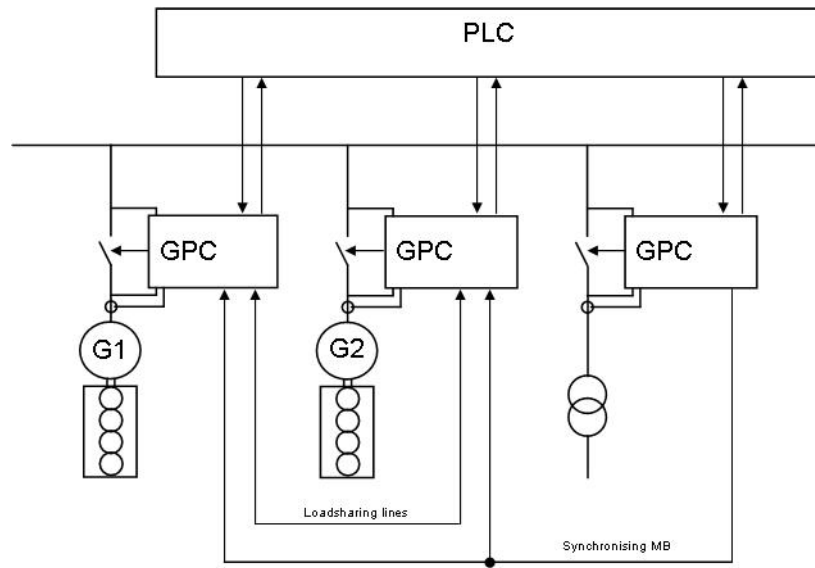 PLC
GPC
GPC
GPC
G1
G2
Loadsharing lines
Synchronising MB